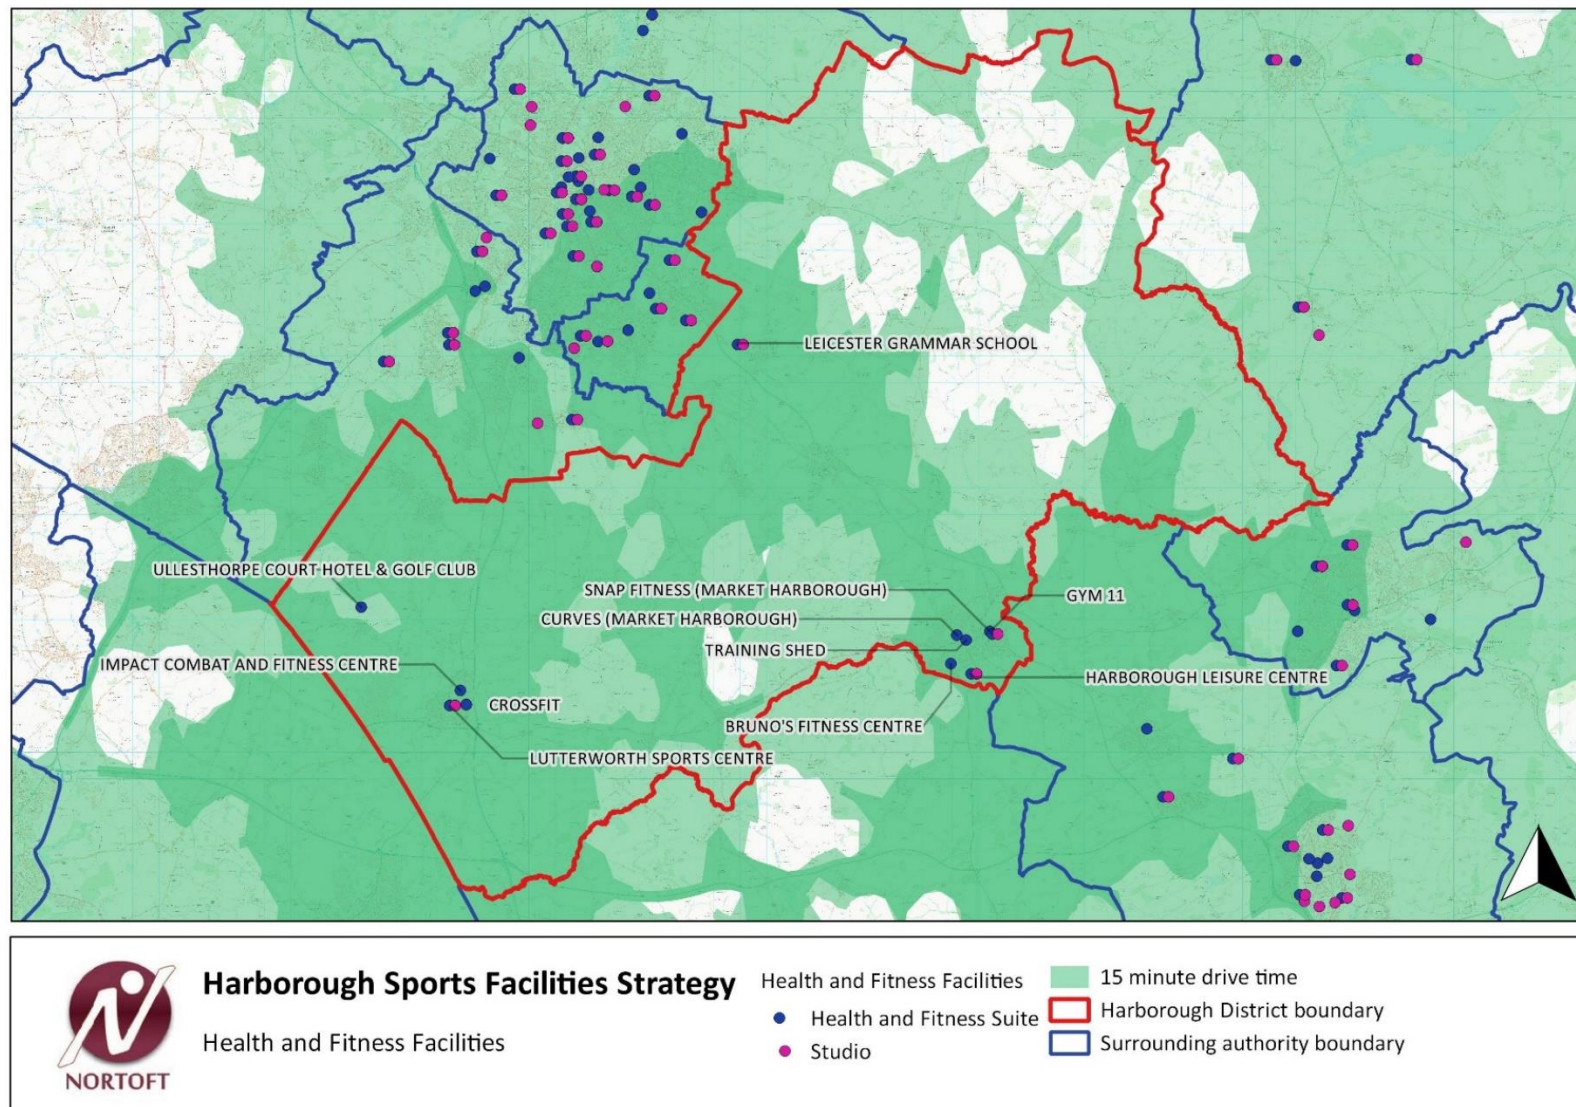 LEICESTER GRAMMAR SCHOOL
ULLESTHORPE COURT HOTEL & GOLF CLUB
SNAP FITNESS (MARKET HARBOROUGH)
GYM 11
CURVES (MARKET HARBOROUGH)
TRAINING SHED
IMPACT COMBAT AND FITNESS CENTRE
HARBOROUGH LEISURE CENTRE
CROSSFIT
BRUNO'S FITNESS CENTRE
LUTTERWORTH SPORTS CENTRE
N
NORTOFT
Harborough Sports Facilities Strategy
Health and Fitness Facilities
Health and Fitness Facilities
Health and Fitness Suite
Studio
15 minute drive time
Harborough District boundary
Surrounding authority boundary